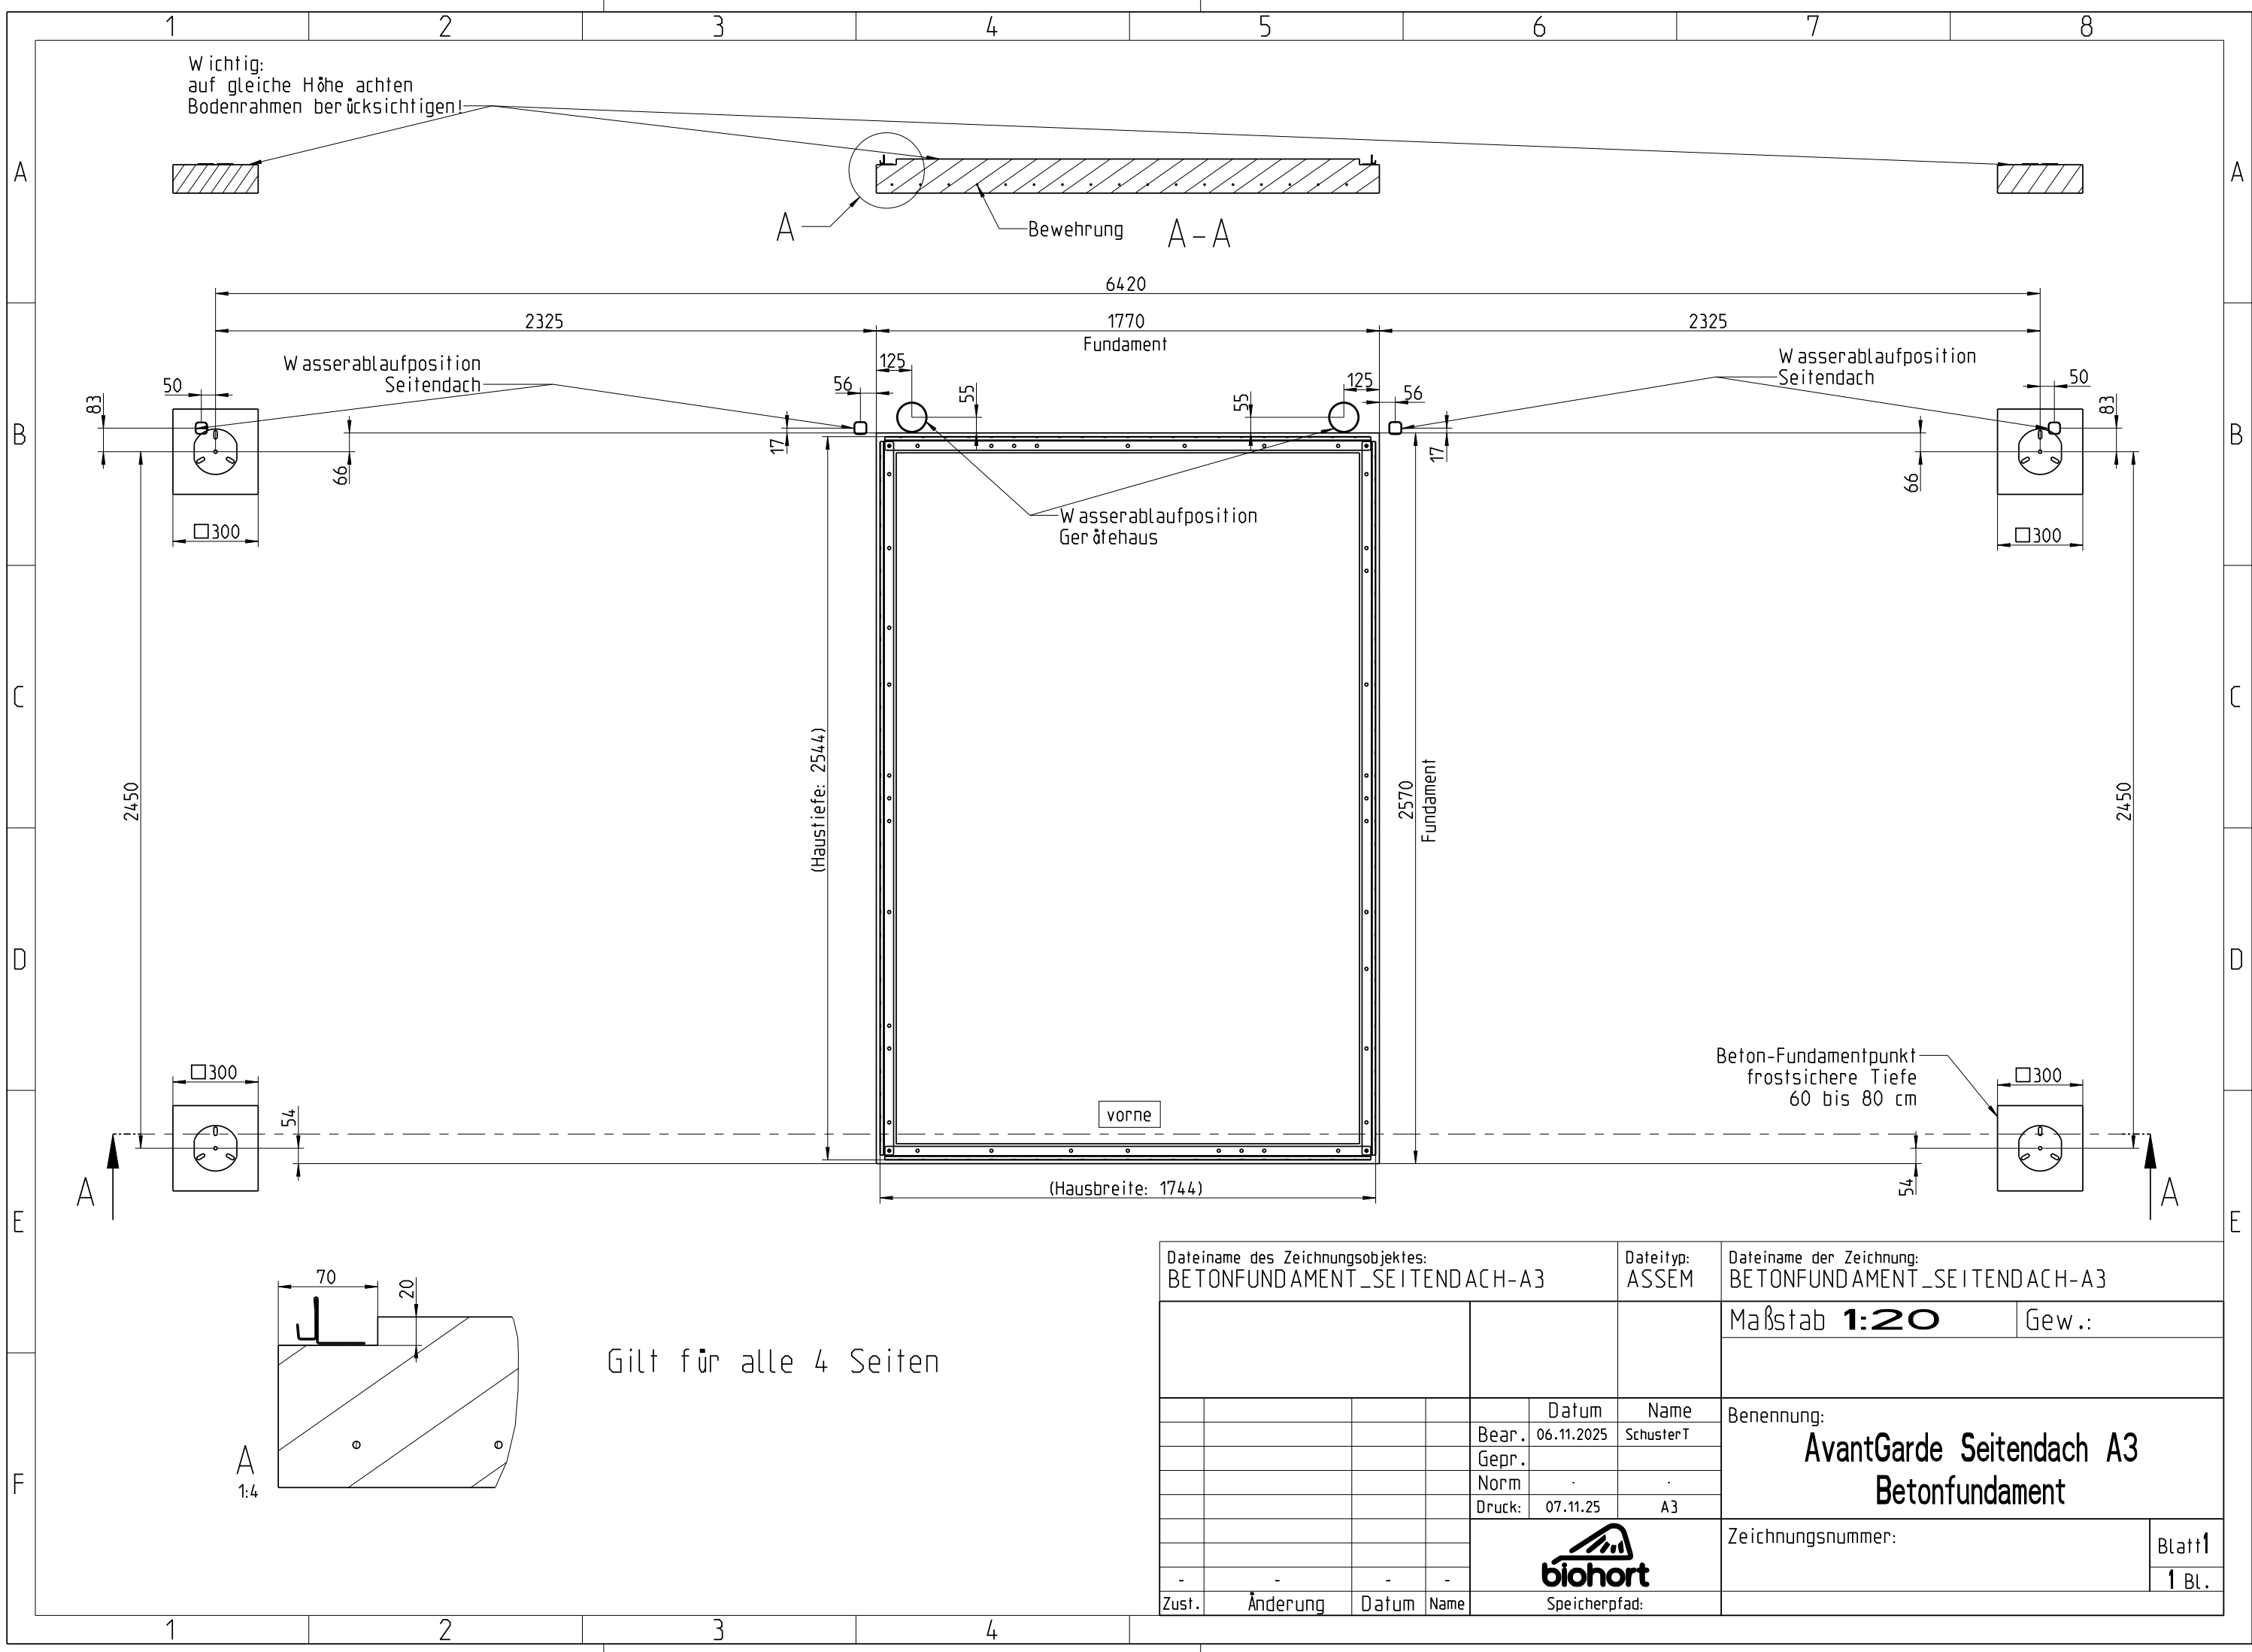 1 2 3 4 5 6 7 8
Wichtig:
auf gleiche Höhe achten
Bodenrahmen berücksichtigen!
A A
A Bewehrung A-A
6420
2325 1770 2325
Fundament
Wasserablaufposition
Seitendach
Wasserablaufposition
Seitendach
50 83 66 □300
56 17 125 55
55 125 56 17
50 83 66 □300
B B
Wasserablaufposition
Gerätehaus
C C
2450
(Haustiefe: 2544)
2570
Fundament
2450
D D
□300 54
Beton-Fundamentpunkt
frostsichere Tiefe
60 bis 80 cm
□300 54
vorne
A A
(Hausbreite: 1744)
E E
70 20
Gilt für alle 4 Seiten
A
1:4
F
Dateiname des Zeichnungsobjektes:
BETONFUNDAMENT_SEITENDACH-A3
Dateityp:
ASSEM
Dateiname der Zeichnung:
BETONFUNDAMENT_SEITENDACH-A3
Maßstab 1:20 Gew.:
Datum Name
Bear. 06.11.2025 SchusterT
Gepr.
Norm . .
Druck: 07.11.25 A3
Benennung:
AvantGarde Seitendach A3
Betonfundament
biohort
Speicherpfad:
Zeichnungsnummer:
Blatt 1
1 Bl.
- - - -
Zust. Änderung Datum Name
1 2 3 4